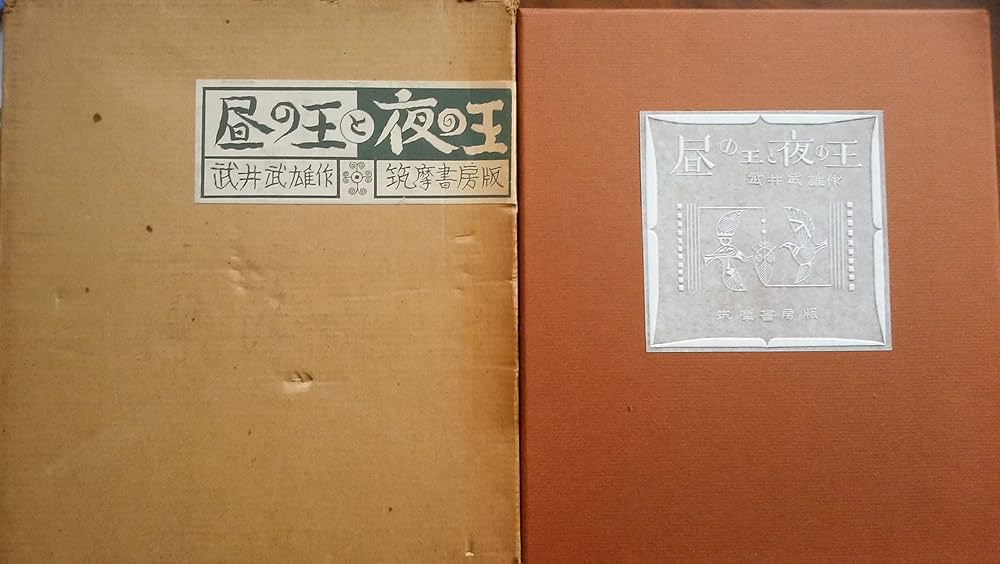 昼の王と夜の王
武井武雄作 筑摩書房版
昼の王と夜の王
武井武雄作
筑摩書房版